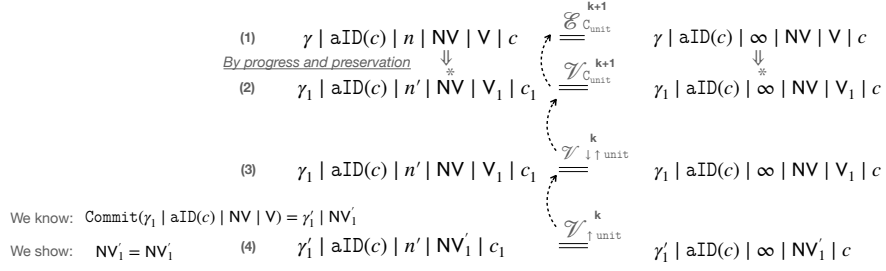 (1) γ | aID(c) | n | NV | V | c ℰ C_unit k+1 γ | aID(c) | ∞ | NV | V | c
By progress and preservation ⇓ * ⇓ *
(2) γ₁ | aID(c) | n′ | NV | V₁ | c₁ 𝒱 C_unit k+1 γ₁ | aID(c) | ∞ | NV | V₁ | c
(3) γ₁ | aID(c) | n′ | NV | V₁ | c₁ 𝒱 ↓↑unit k γ₁ | aID(c) | ∞ | NV | V₁ | c
We know: Commit(γ₁ | aID(c) | NV | V) = γ₁′ | NV₁′
We show: NV₁′ = NV₁′ (4) γ₁′ | aID(c) | n′ | NV₁′ | c₁ 𝒱 ↑unit k γ₁′ | aID(c) | ∞ | NV₁′ | c